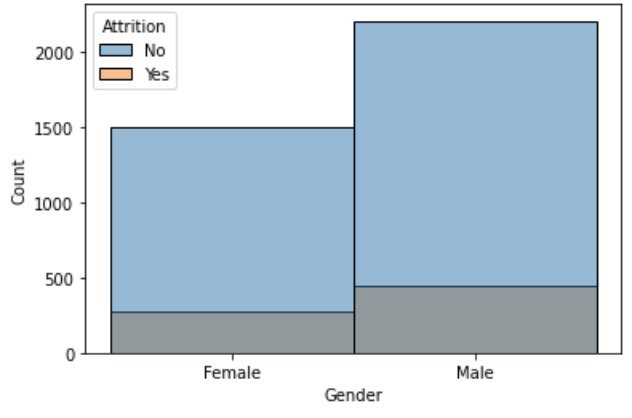 Attrition
No
Yes
2000
1500
1000
500
0
Count
Female
Male
Gender